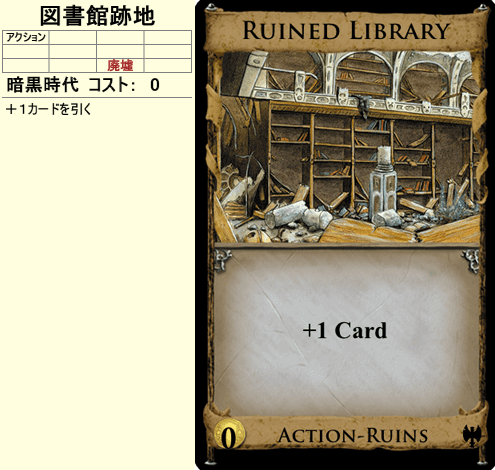 図書館跡地
アクション
廃墟
暗黒時代 コスト： 0
＋１カードを引く
RUINED LIBRARY
+1 Card
0
ACTION-RUINS